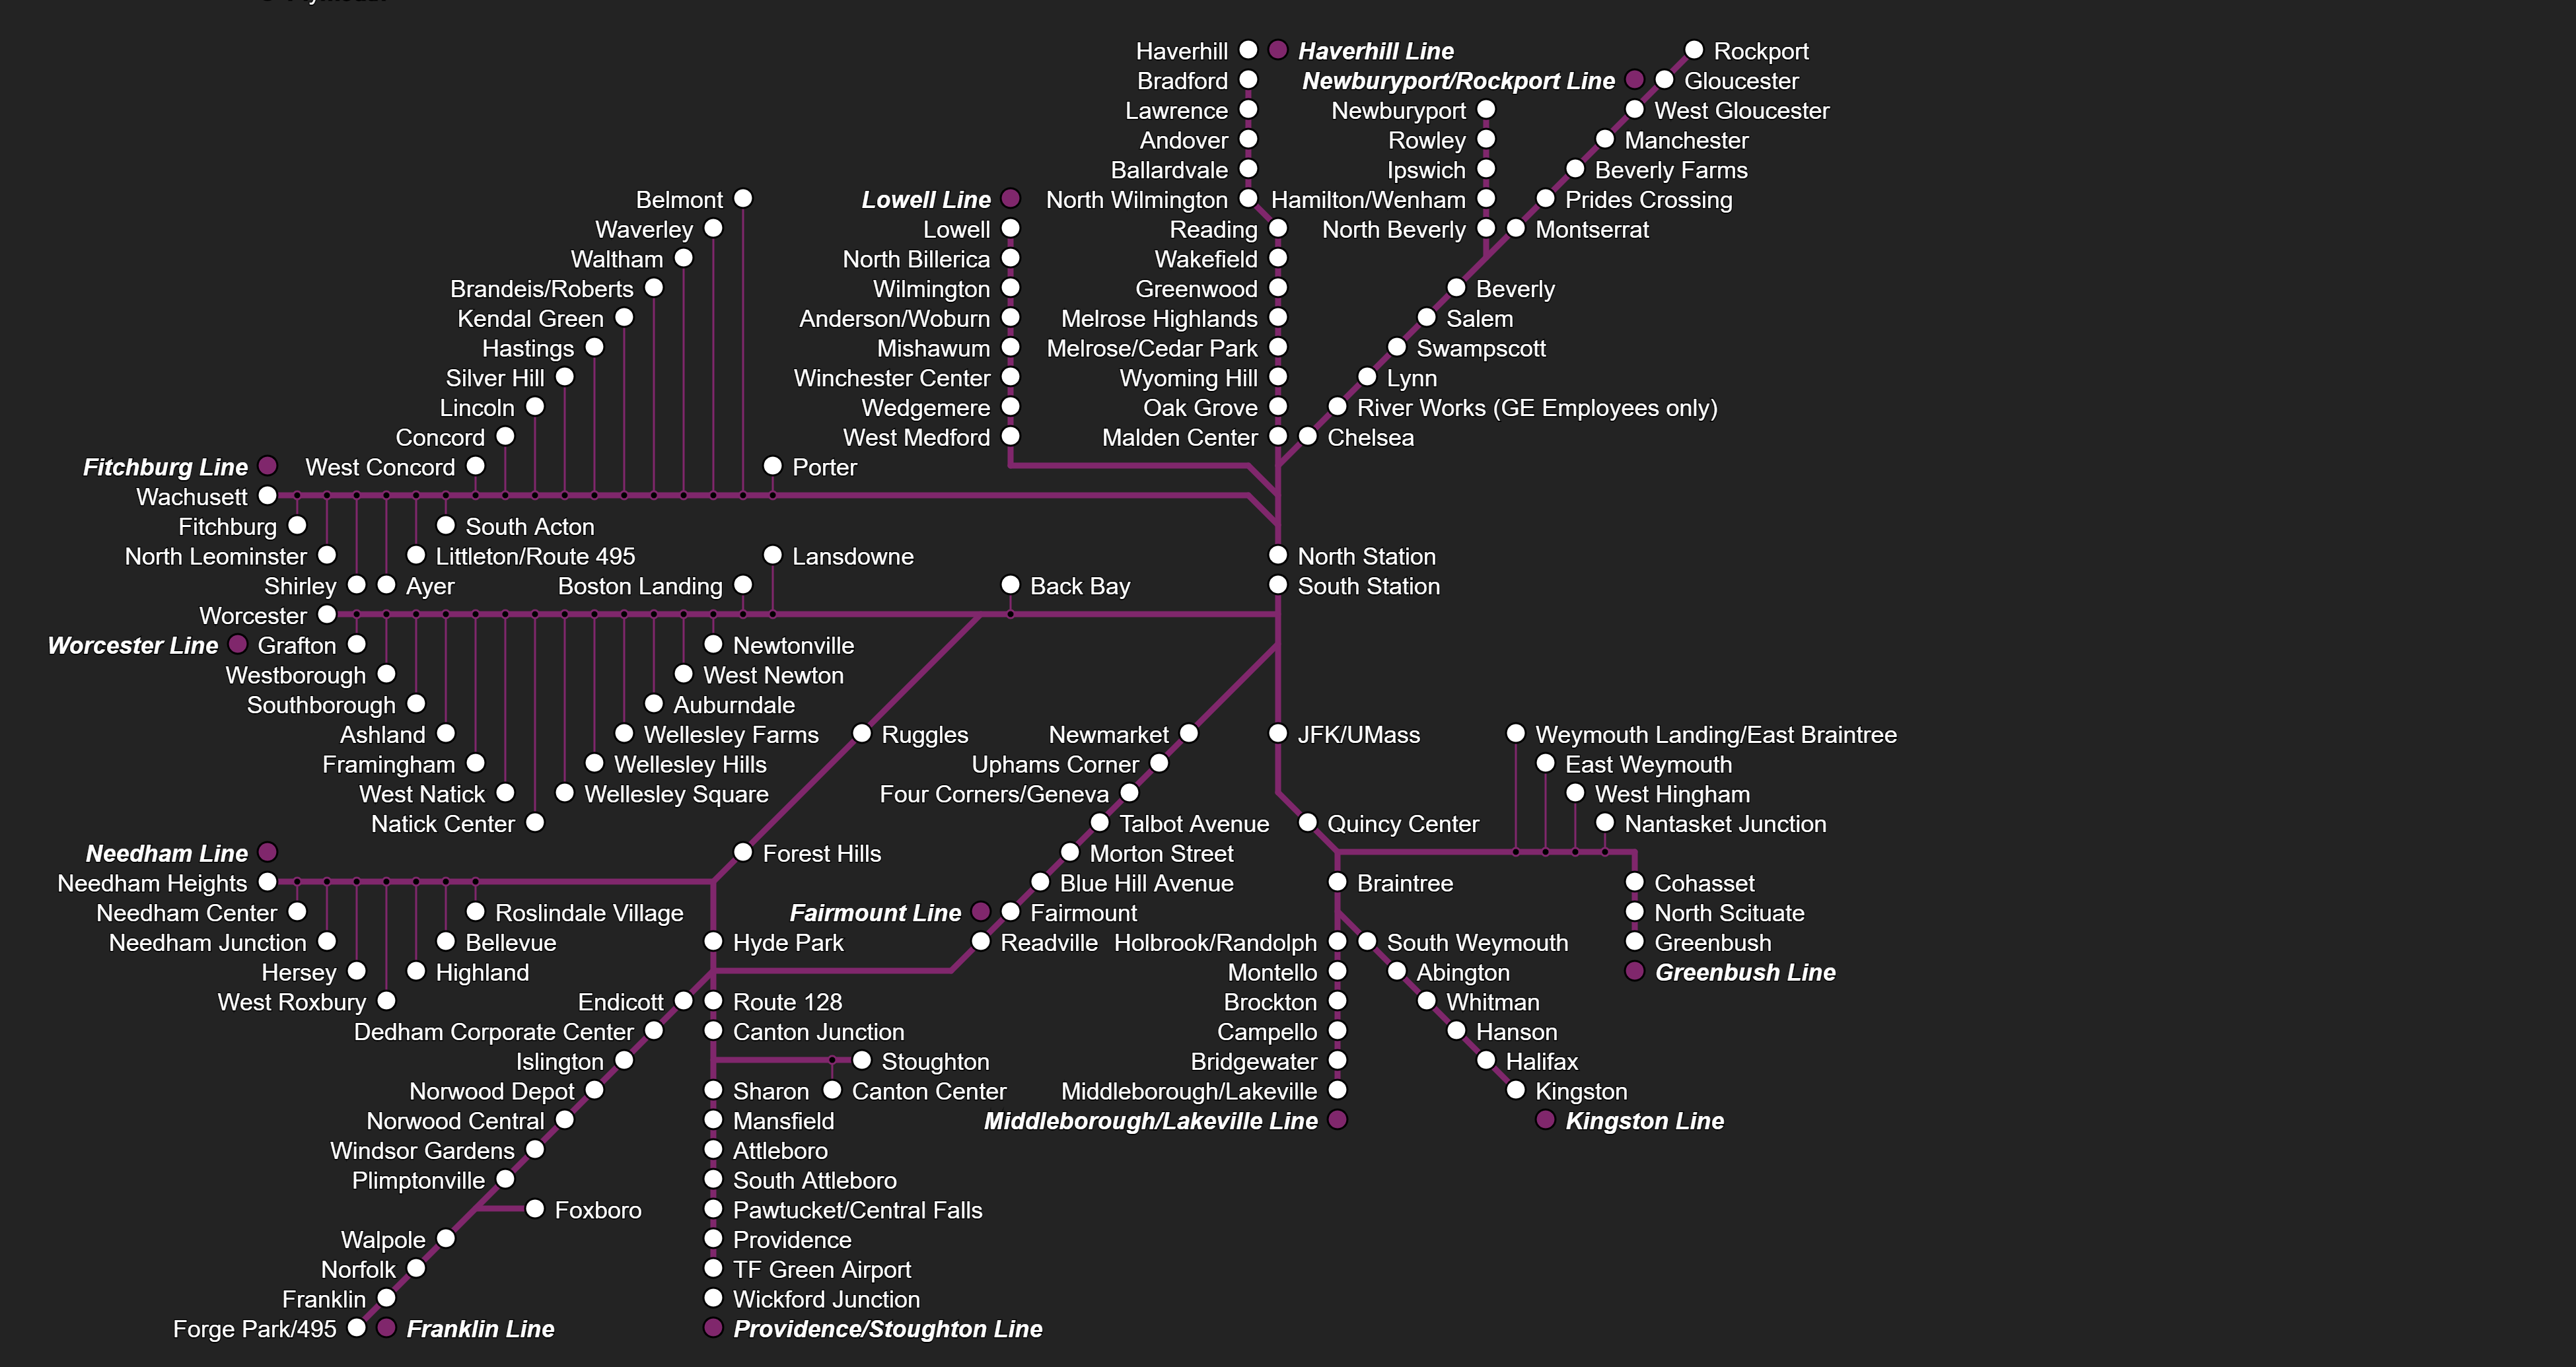 Haverhill
Haverhill Line
Rockport
Bradford
Newburyport/Rockport Line
Gloucester
Lawrence
Newburyport
West Gloucester
Andover
Rowley
Manchester
Ballardvale
Ipswich
Beverly Farms
Belmont
Lowell Line
North Wilmington
Hamilton/Wenham
Prides Crossing
Waverley
Lowell
Reading
North Beverly
Montserrat
Waltham
North Billerica
Wakefield
Brandeis/Roberts
Wilmington
Greenwood
Beverly
Kendal Green
Anderson/Woburn
Melrose Highlands
Salem
Hastings
Mishawum
Melrose/Cedar Park
Swampscott
Silver Hill
Winchester Center
Wyoming Hill
Lynn
Lincoln
Wedgemere
Oak Grove
River Works (GE Employees only)
Concord
West Medford
Malden Center
Chelsea
Fitchburg Line
West Concord
Porter
Wachusett
Fitchburg
South Acton
North Leominster
Littleton/Route 495
Lansdowne
North Station
Shirley
Ayer
Boston Landing
Back Bay
South Station
Worcester
Worcester Line
Grafton
Newtonville
Westborough
West Newton
Southborough
Auburndale
Ashland
Wellesley Farms
Ruggles
Newmarket
JFK/UMass
Weymouth Landing/East Braintree
Framingham
Wellesley Hills
Uphams Corner
East Weymouth
West Natick
Wellesley Square
Four Corners/Geneva
West Hingham
Natick Center
Talbot Avenue
Quincy Center
Nantasket Junction
Needham Line
Forest Hills
Morton Street
Needham Heights
Blue Hill Avenue
Braintree
Cohasset
Needham Center
Roslindale Village
Fairmount Line
Fairmount
North Scituate
Needham Junction
Bellevue
Hyde Park
Readville
Holbrook/Randolph
South Weymouth
Greenbush
Hersey
Highland
Montello
Abington
Greenbush Line
West Roxbury
Endicott
Route 128
Brockton
Whitman
Dedham Corporate Center
Canton Junction
Campello
Hanson
Islington
Stoughton
Bridgewater
Halifax
Norwood Depot
Sharon
Canton Center
Middleborough/Lakeville
Kingston
Norwood Central
Mansfield
Middleborough/Lakeville Line
Kingston Line
Windsor Gardens
Attleboro
Plimptonville
South Attleboro
Foxboro
Pawtucket/Central Falls
Walpole
Providence
Norfolk
TF Green Airport
Franklin
Wickford Junction
Forge Park/495
Franklin Line
Providence/Stoughton Line